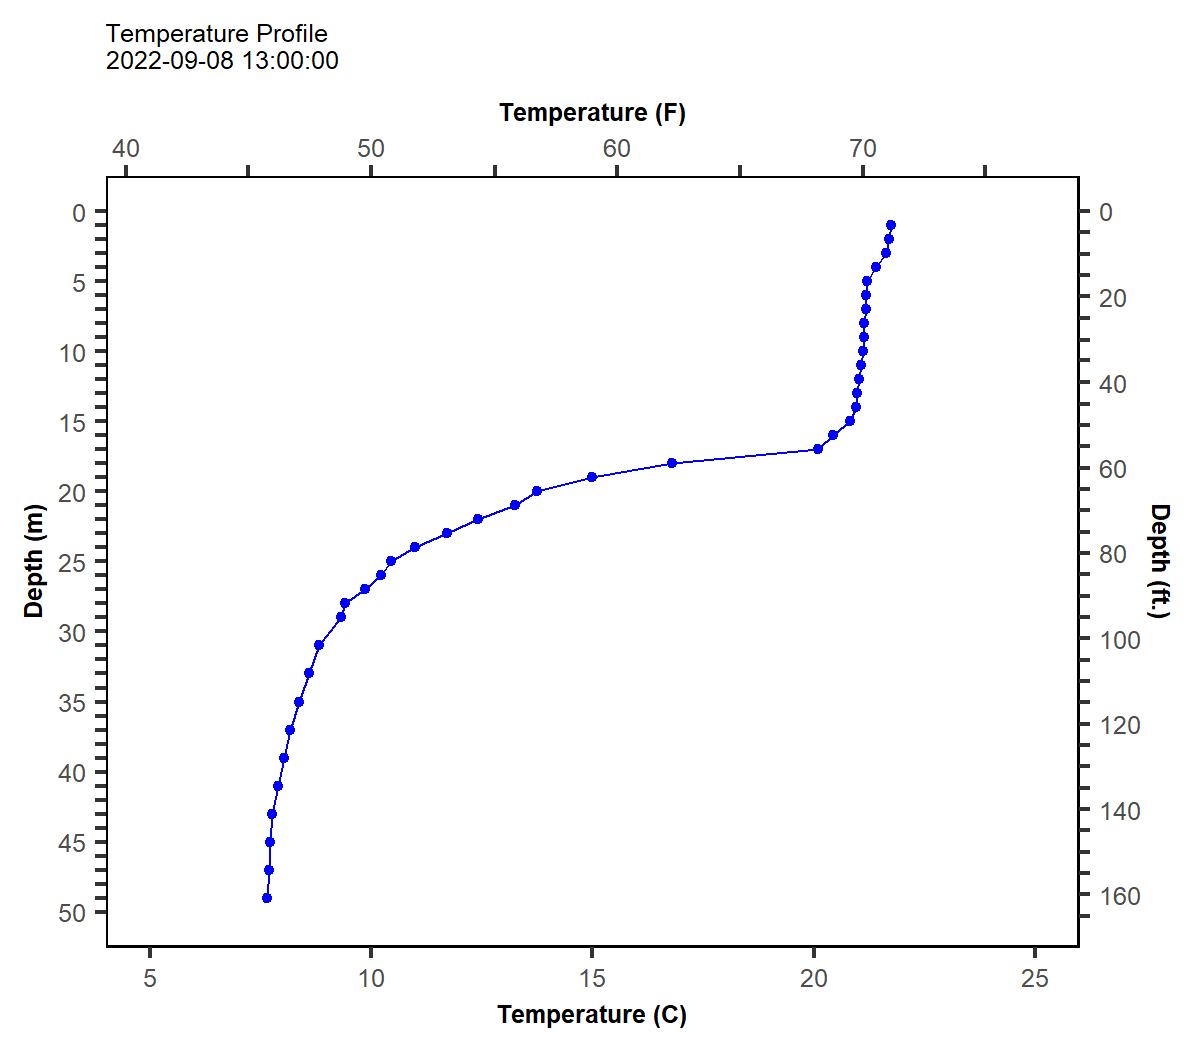 Temperature Profile
2022-09-08 13:00:00
Temperature (F)
40 50 60 70
0 0
5 20
10 40
15 60
20 80
25 100
30 120
35 140
40 160
45
50
Depth (m)
Depth (ft.)
5 10 15 20 25
Temperature (C)